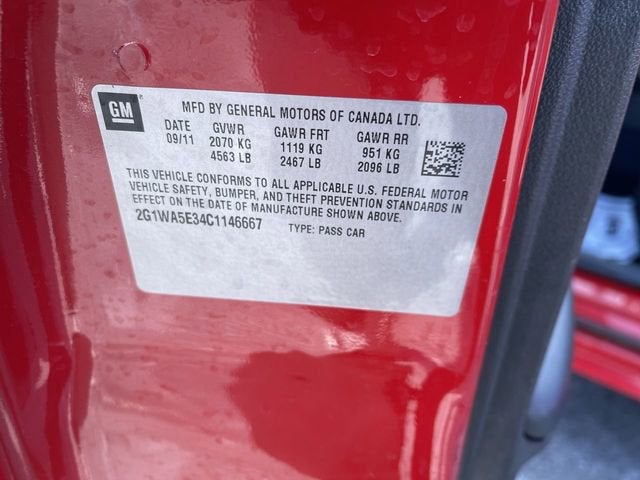 GM
MFD BY GENERAL MOTORS OF CANADA LTD.
DATE GVWR GAWR FRT GAWR RR
09/11 2070 KG 1119 KG 951 KG
4563 LB 2467 LB 2096 LB
THIS VEHICLE CONFORMS TO ALL APPLICABLE U.S. FEDERAL MOTOR
VEHICLE SAFETY, BUMPER, AND THEFT PREVENTION STANDARDS IN
EFFECT ON THE DATE OF MANUFACTURE SHOWN ABOVE.
2G1WA5E34C1146667 TYPE: PASS CAR